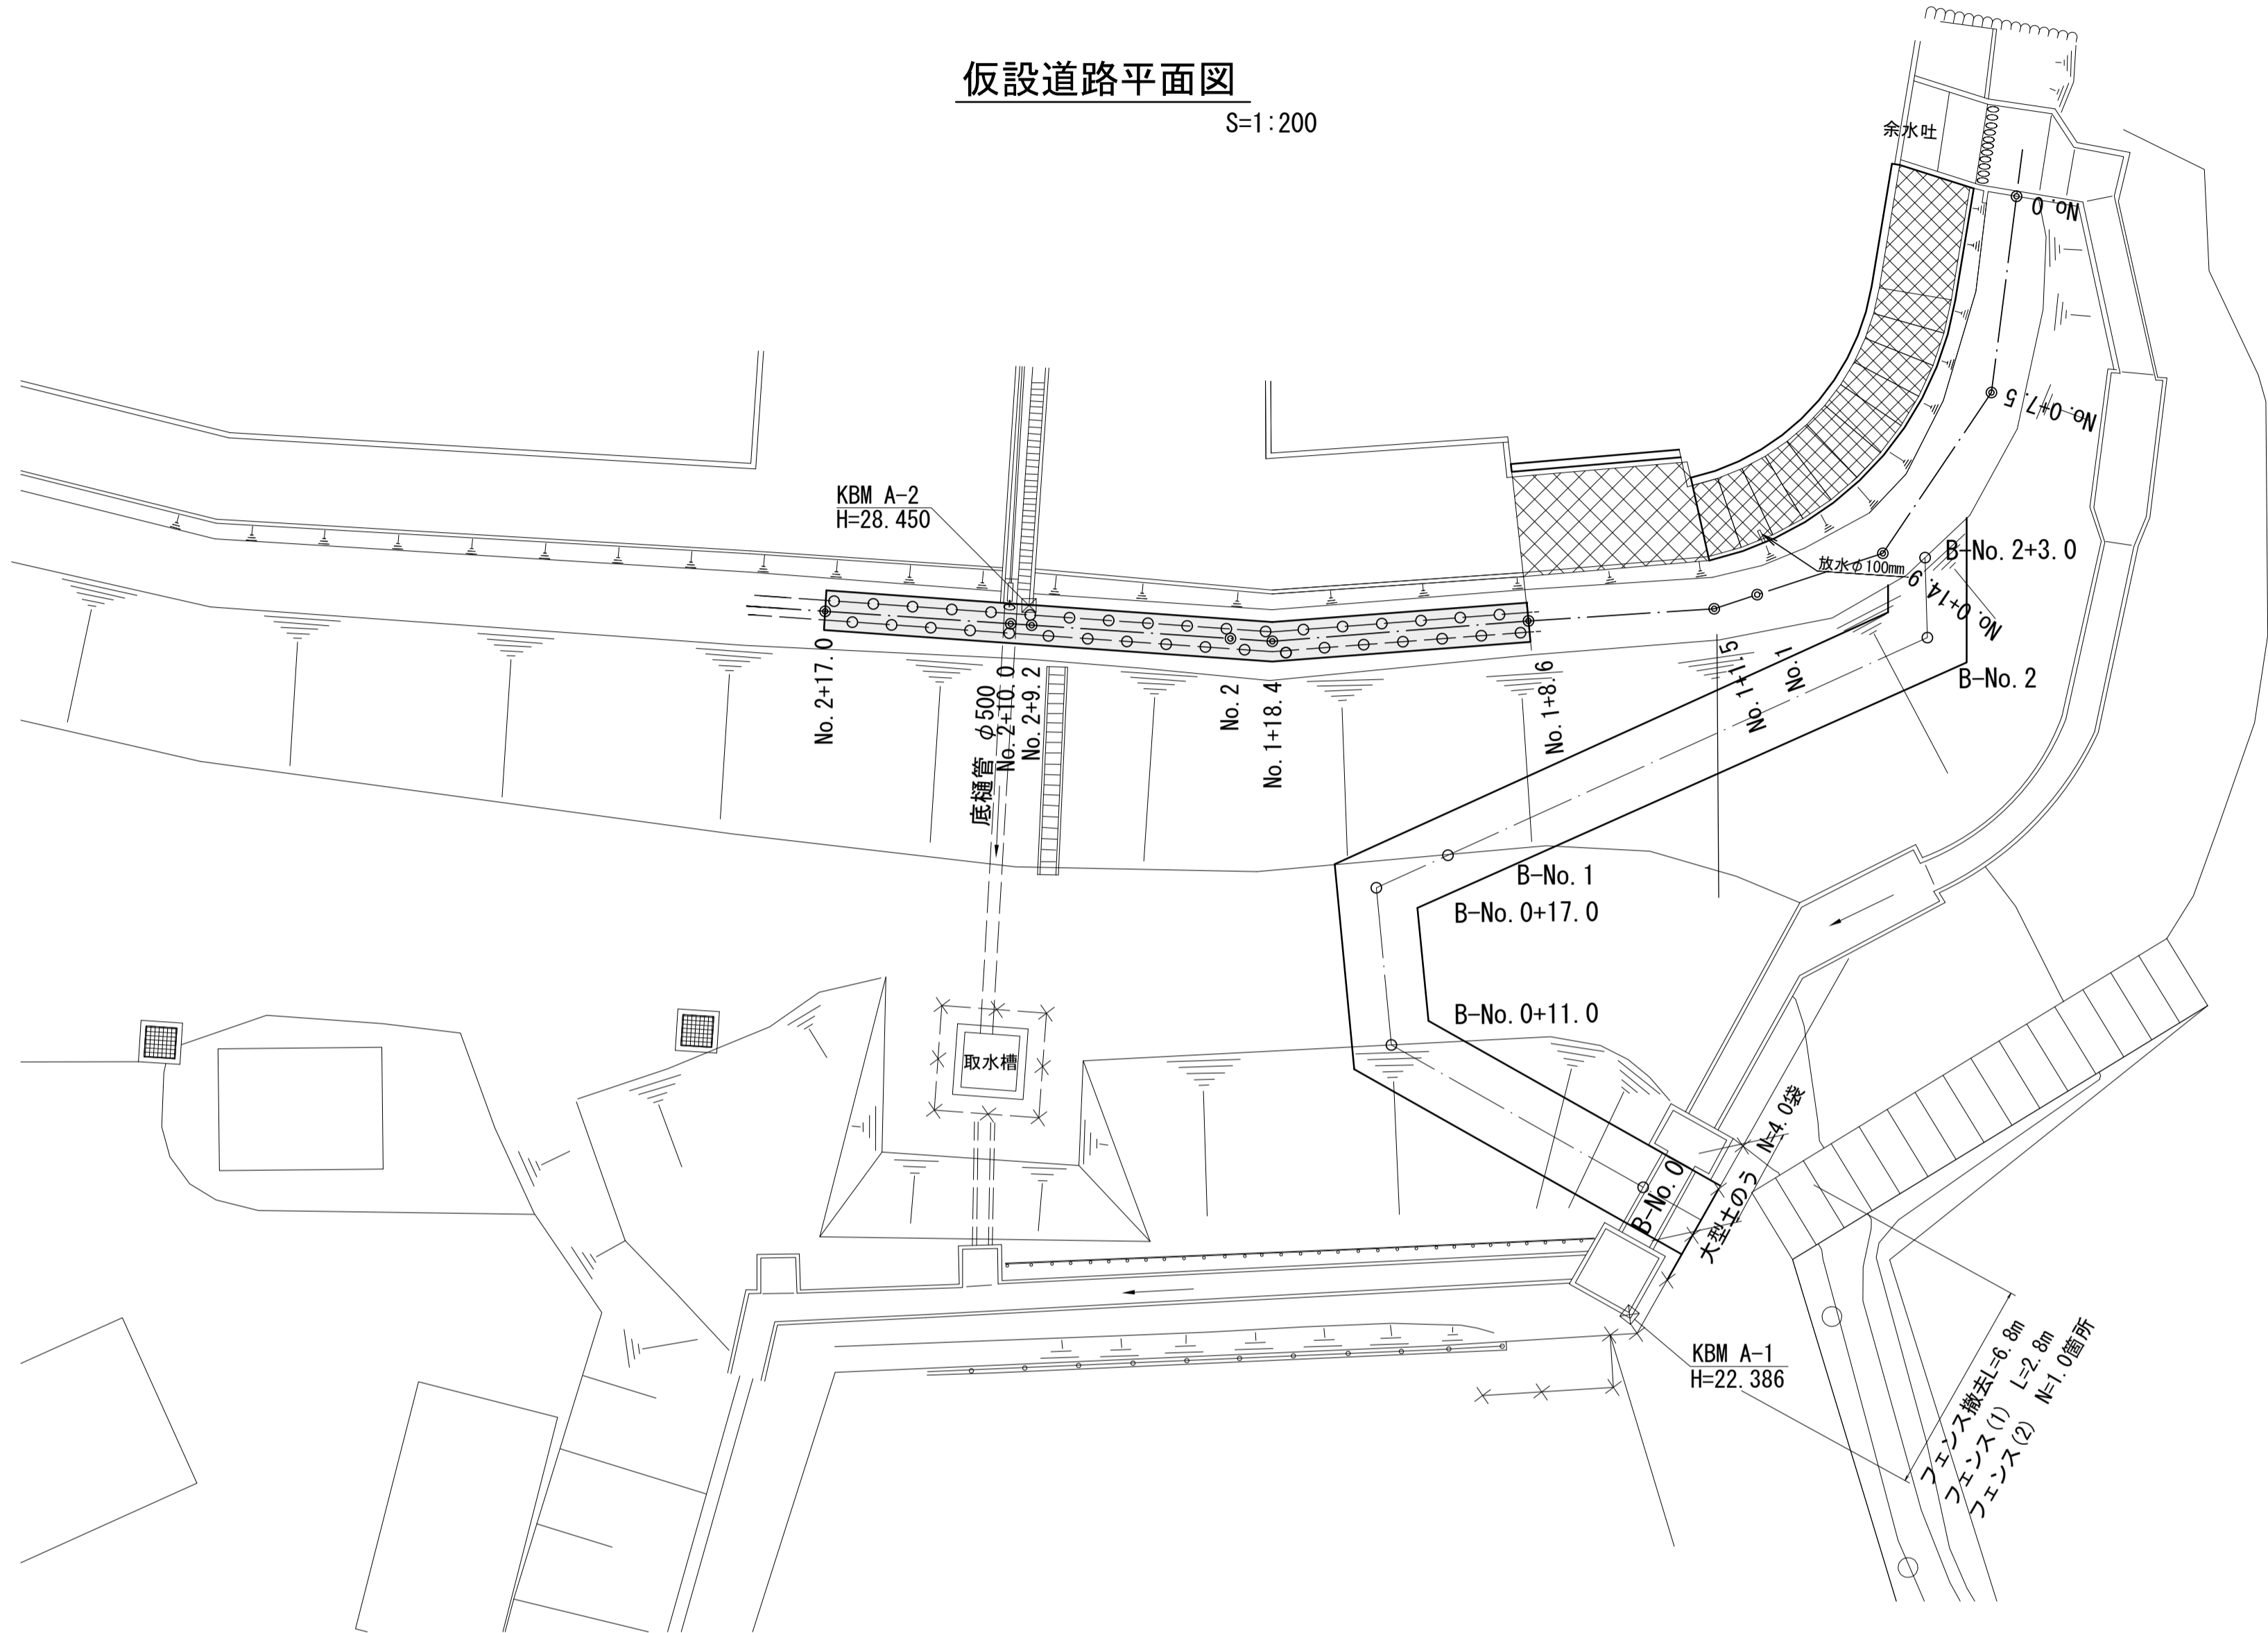 仮設道路平面図
S=1:200
余水吐
No. 0
No. 0+7. 5
KBM A-2
H=28. 450
放水φ100mm
B-No. 2+3. 0
No. 0+14. 9
B-No. 2
No. 1
No. 1+1. 5
No. 1+8. 6
No. 1+18. 4
No. 2
No. 2+9. 2
No. 2+10. 0
底樋管 φ500
No. 2+17. 0
B-No. 1
B-No. 0+17. 0
B-No. 0+11. 0
取水槽
B-No. 0
大型土のう N=4. 0袋
KBM A-1
H=22. 386
フェンス撤去L=6. 8m
フェンス(1) L=2. 8m
フェンス(2) N=1. 0箇所